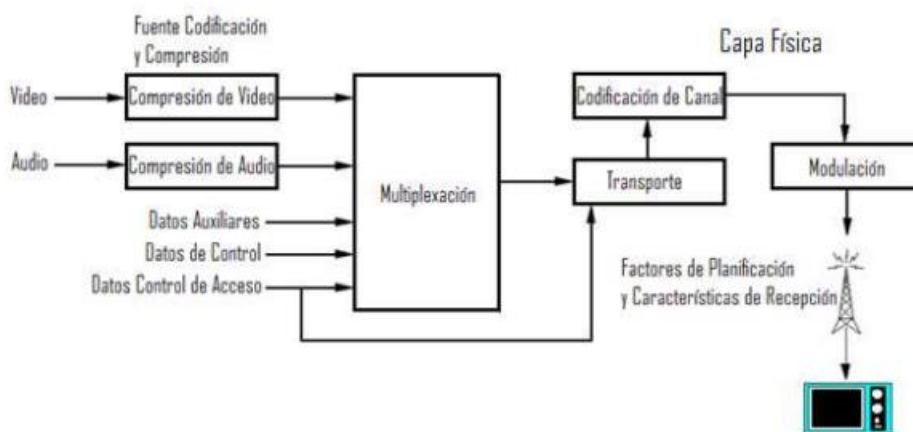 Fuente Codificación
y Compresión
Capa Física
Video
Compresión de Video
Codificación de Canal
Audio
Compresión de Audio
Multiplexación
Transporte
Modulación
Datos Auxiliares
Datos de Control
Datos Control de Acceso
Factores de Planificación
y Características de Recepción